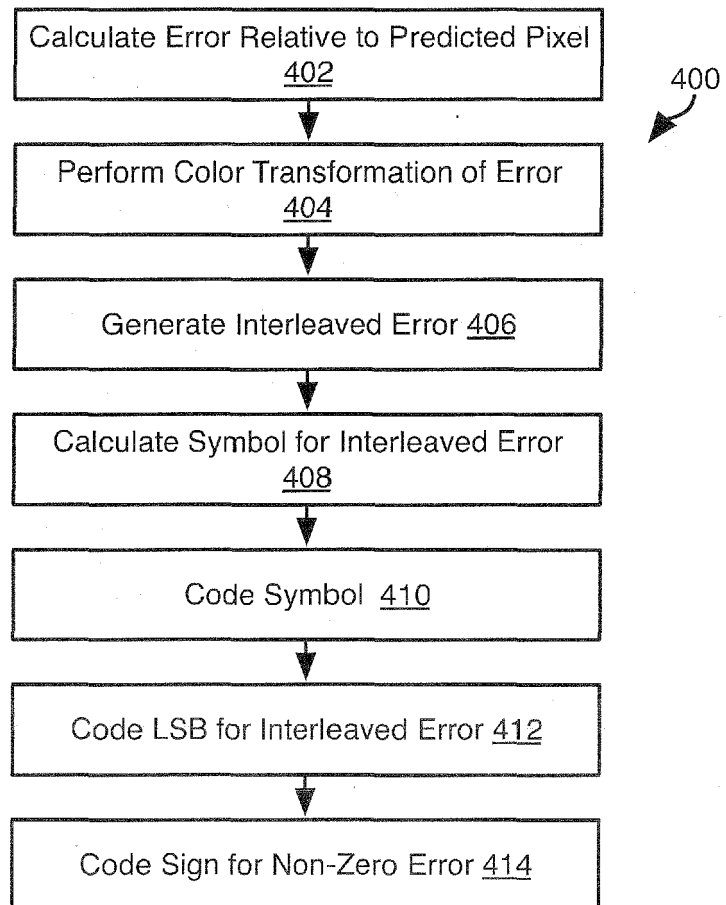 Calculate Error Relative to Predicted Pixel
402
400
Perform Color Transformation of Error
404
Generate Interleaved Error 406
Calculate Symbol for Interleaved Error
408
Code Symbol 410
Code LSB for Interleaved Error 412
Code Sign for Non-Zero Error 414